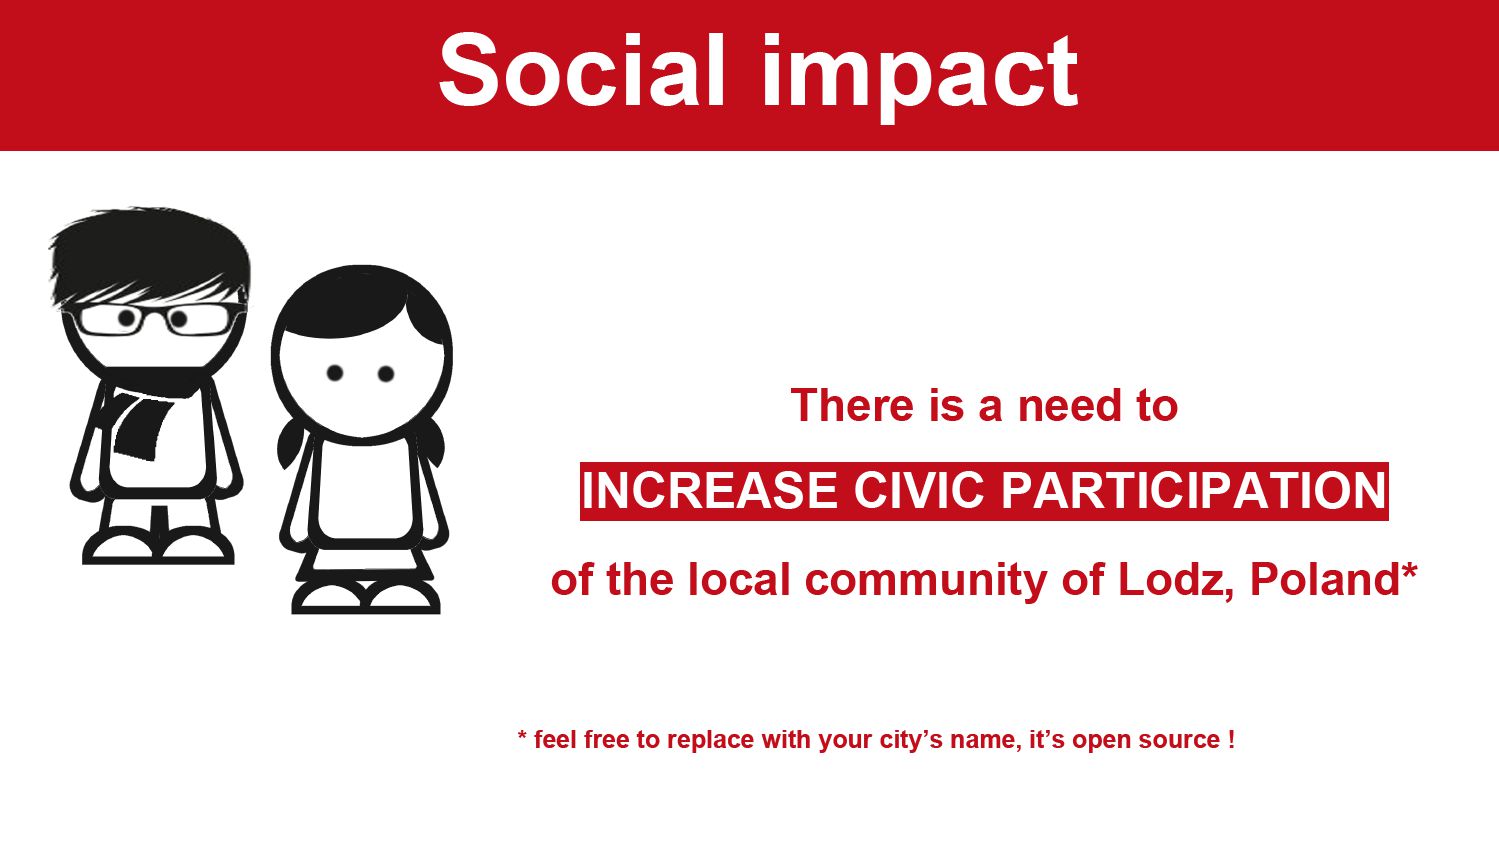 Social impact
There is a need to
INCREASE CIVIC PARTICIPATION
of the local community of Lodz, Poland*
* feel free to replace with your city’s name, it’s open source !